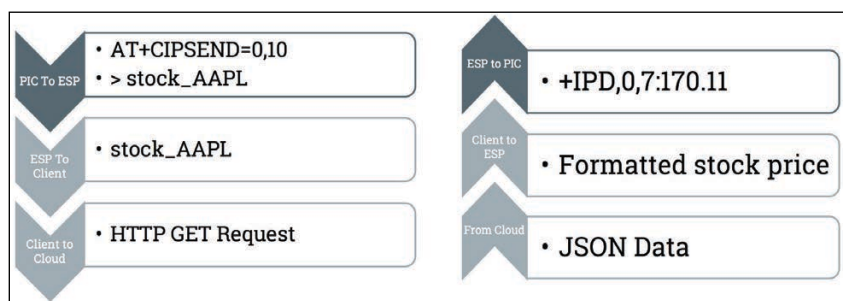 PIC To ESP
• AT+CIPSEND=0,10
• > stock_AAPL
ESP To
Client
• stock_AAPL
Client to
Cloud
• HTTP GET Request
ESP to PIC
• +IPD,0,7:170.11
Client to
ESP
• Formatted stock price
From Cloud
• JSON Data